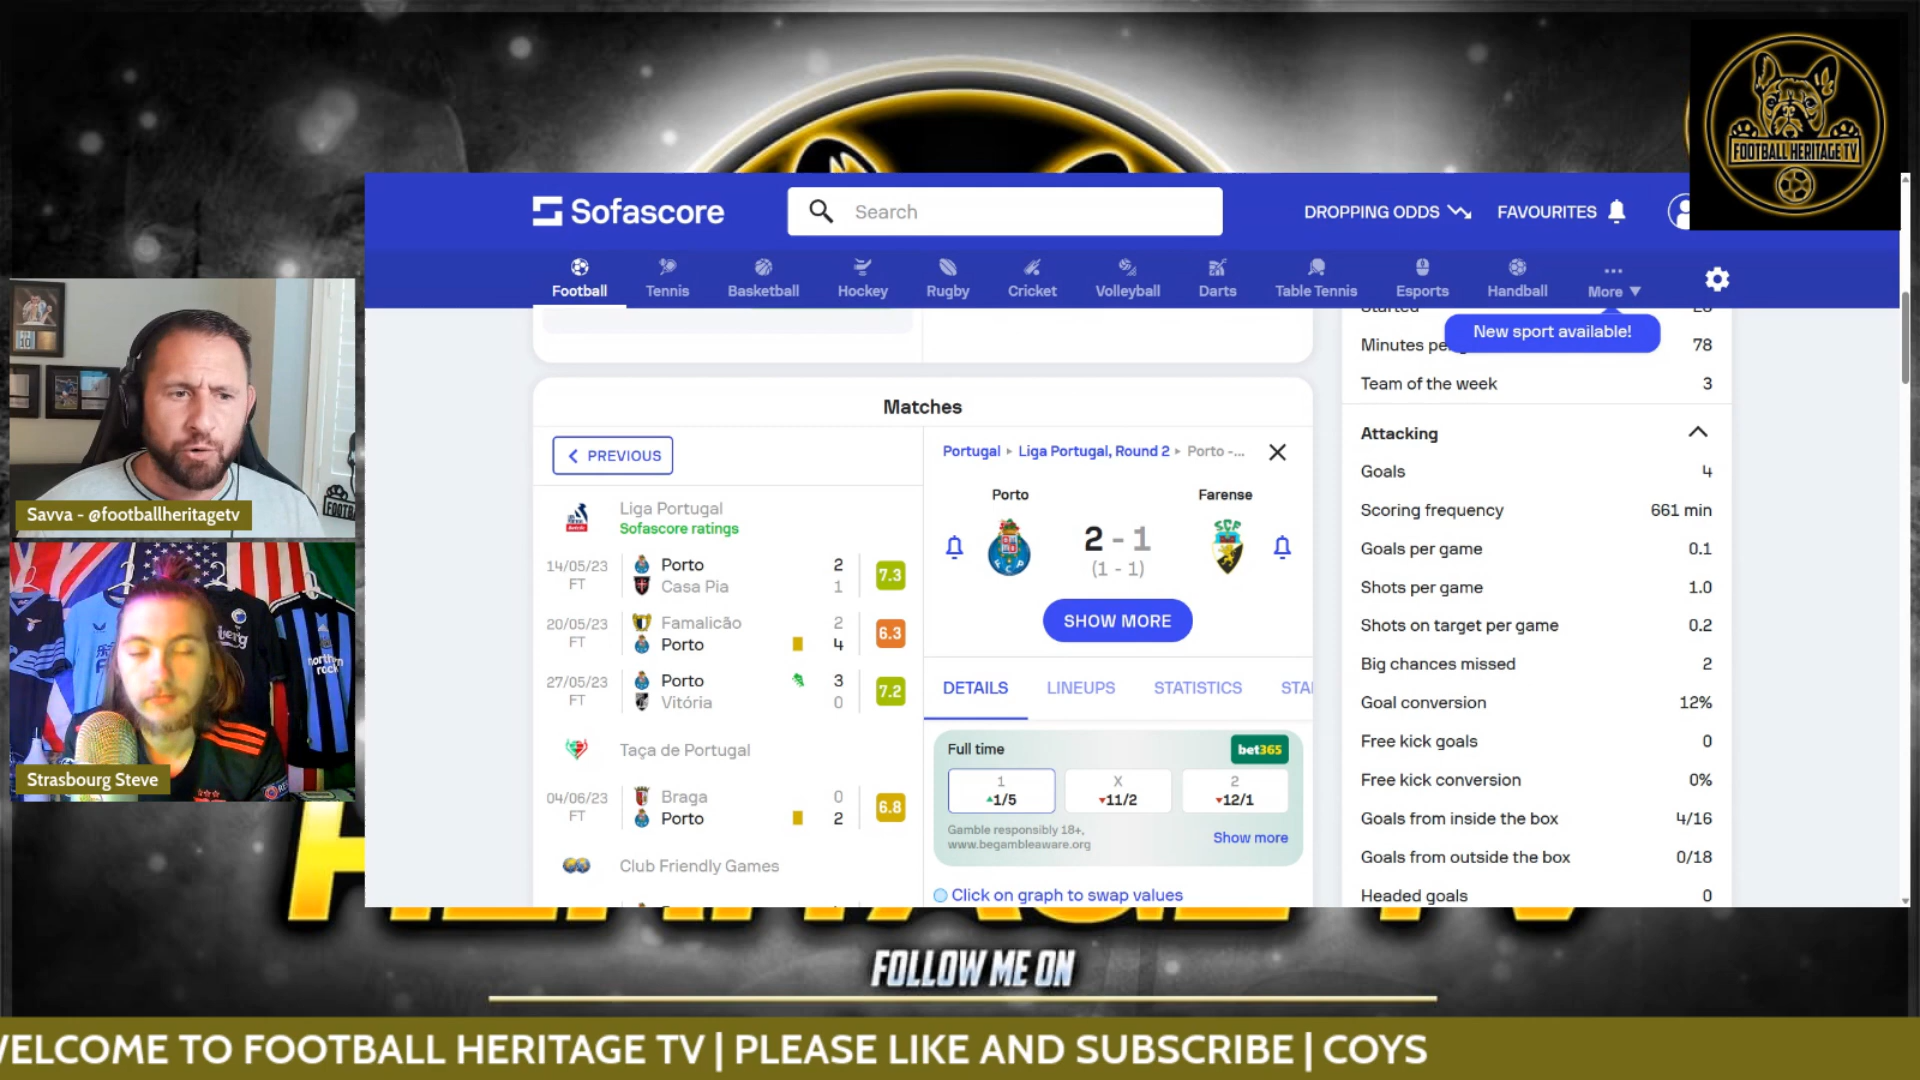 FOOTBALL HERITAGE TV
Sofascore
Search
DROPPING ODDS
FAVOURITES
Football
Tennis
Basketball
Hockey
Rugby
Cricket
Volleyball
Darts
Table Tennis
Esports
Handball
More
New sport available!
Matches
PREVIOUS
Liga Portugal
Sofascore ratings
14/05/23 Porto 2
FT Casa Pia 1
7.3
20/05/23 Famalicão 2
FT Porto 4
6.3
27/05/23 Porto 3
FT Vitória 0
7.2
Taça de Portugal
04/06/23 Braga 0
FT Porto 2
6.8
Club Friendly Games
Portugal Liga Portugal, Round 2 Porto -...
Porto
Farense
2 - 1
(1 - 1)
SHOW MORE
DETAILS LINEUPS STATISTICS STA
Full time
bet365
1 X 2
1/5 11/2 12/1
Gamble responsibly 18+,
www.begambleaware.org
Show more
Click on graph to swap values
Started
Minutes pe
78
Team of the week 3
Attacking
Goals 4
Scoring frequency 661 min
Goals per game 0.1
Shots per game 1.0
Shots on target per game 0.2
Big chances missed 2
Goal conversion 12%
Free kick goals 0
Free kick conversion 0%
Goals from inside the box 4/16
Goals from outside the box 0/18
Headed goals 0
Savva - @footballheritagetv
northern
rock
Strasbourg Steve
FOLLOW ME ON
WELCOME TO FOOTBALL HERITAGE TV | PLEASE LIKE AND SUBSCRIBE | COYS